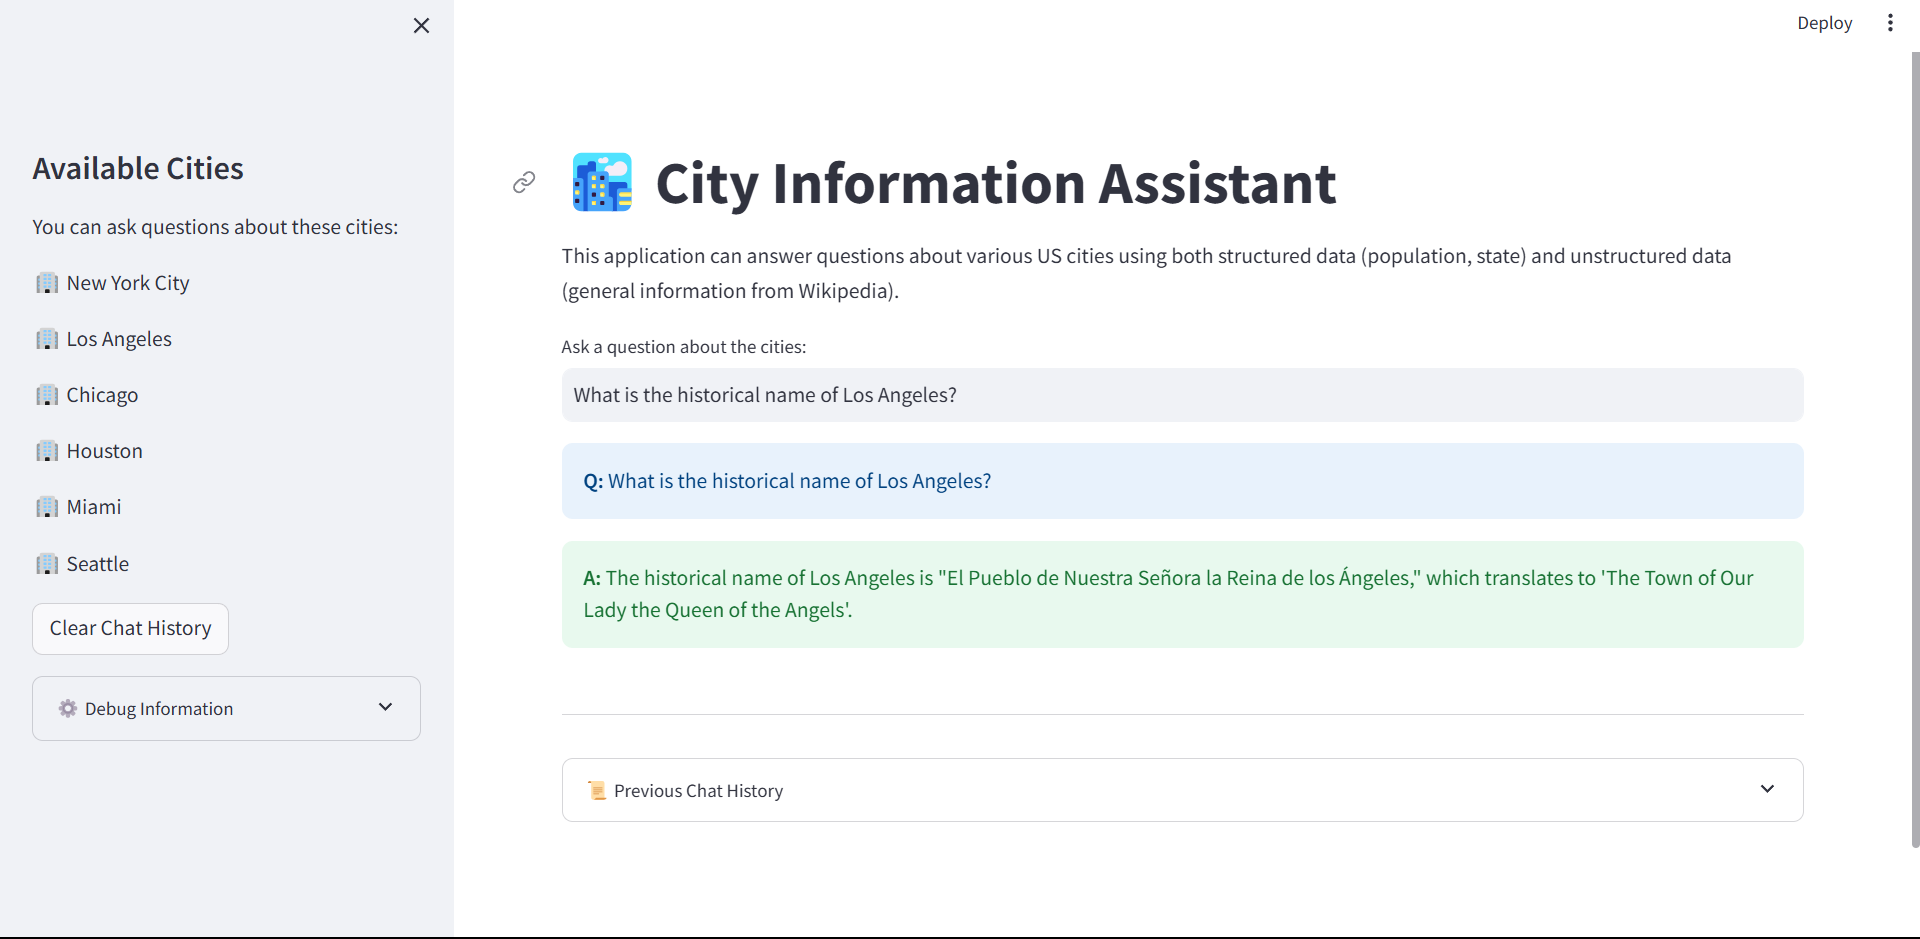 Deploy
Available Cities
You can ask questions about these cities:
New York City
Los Angeles
Chicago
Houston
Miami
Seattle
Clear Chat History
Debug Information
City Information Assistant
This application can answer questions about various US cities using both structured data (population, state) and unstructured data
(general information from Wikipedia).
Ask a question about the cities:
What is the historical name of Los Angeles?
Q: What is the historical name of Los Angeles?
A: The historical name of Los Angeles is "El Pueblo de Nuestra Señora la Reina de los Ángeles," which translates to 'The Town of Our
Lady the Queen of the Angels'.
Previous Chat History